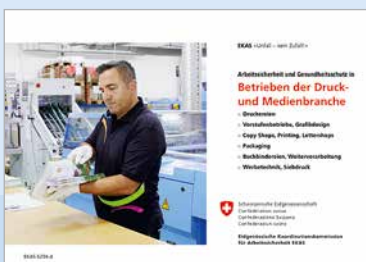 EKAS «Unfall – kein Zufall!»
Arbeitssicherheit und Gesundheitsschutz in
Betrieben der Druck-
und Medienbranche
– Druckereien
– Vorstufenbetriebe, Grafikdesign
– Copy Shops, Printing, Lettershops
– Packaging
– Buchbindereien, Weiterverarbeitung
– Werbetechnik, Siebdruck
Schweizerische Eidgenossenschaft
Confédération suisse
Confederazione Svizzera
Confederaziun svizra
Eidgenössische Koordinationskommission
für Arbeitssicherheit EKAS